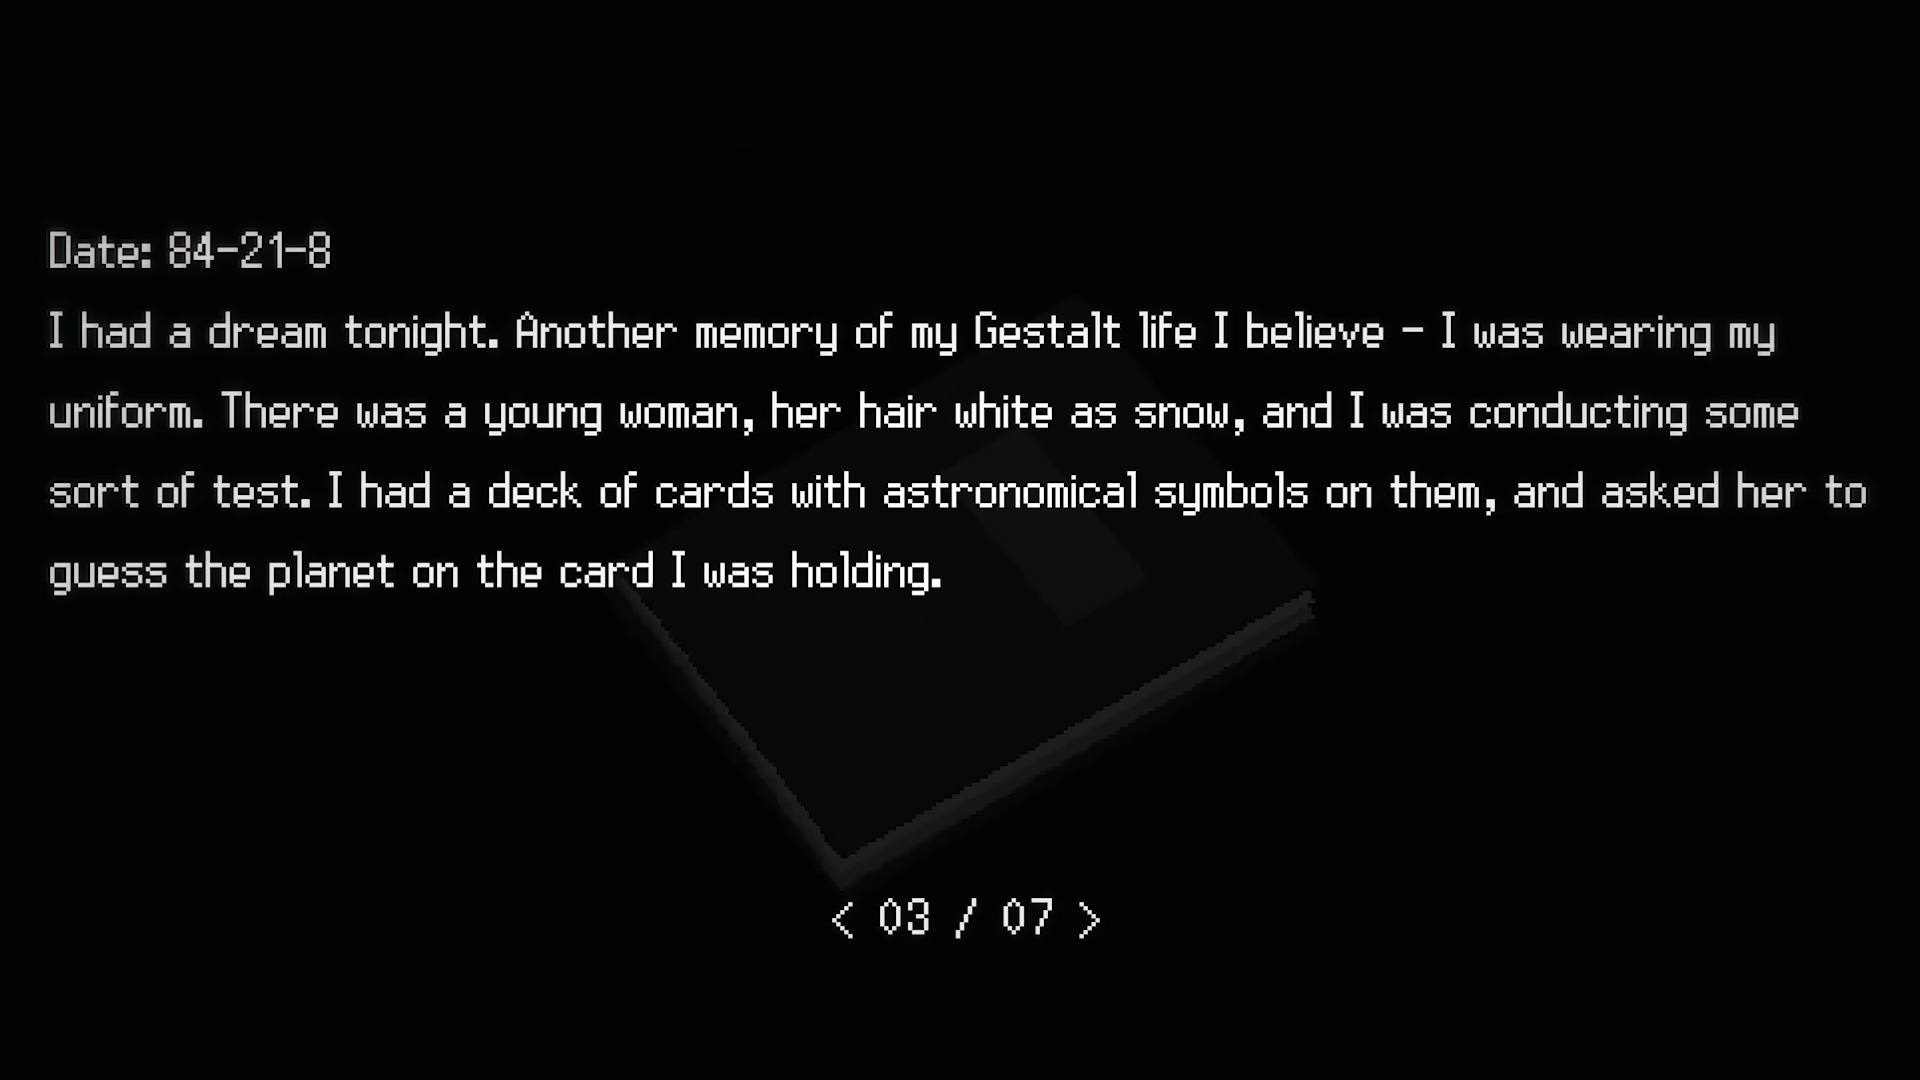 Date: 84-21-8
I had a dream tonight. Another memory of my Gestalt life I believe - I was wearing my
uniform. There was a young woman, her hair white as snow, and I was conducting some
sort of test. I had a deck of cards with astronomical symbols on them, and asked her to
guess the planet on the card I was holding.
< 03 / 07 >